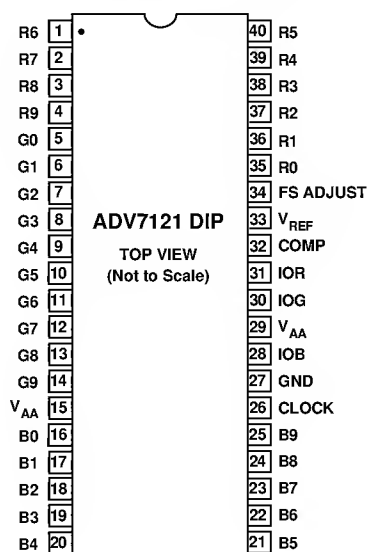 R6 1 40 R5
R7 2 39 R4
R8 3 38 R3
R9 4 37 R2
G0 5 36 R1
G1 6 35 R0
G2 7 34 FS ADJUST
G3 8 ADV7121 DIP 33 VREF
G4 9 TOP VIEW 32 COMP
G5 10 (Not to Scale) 31 IOR
G6 11 30 IOG
G7 12 29 VAA
G8 13 28 IOB
G9 14 27 GND
VAA 15 26 CLOCK
B0 16 25 B9
B1 17 24 B8
B2 18 23 B7
B3 19 22 B6
B4 20 21 B5